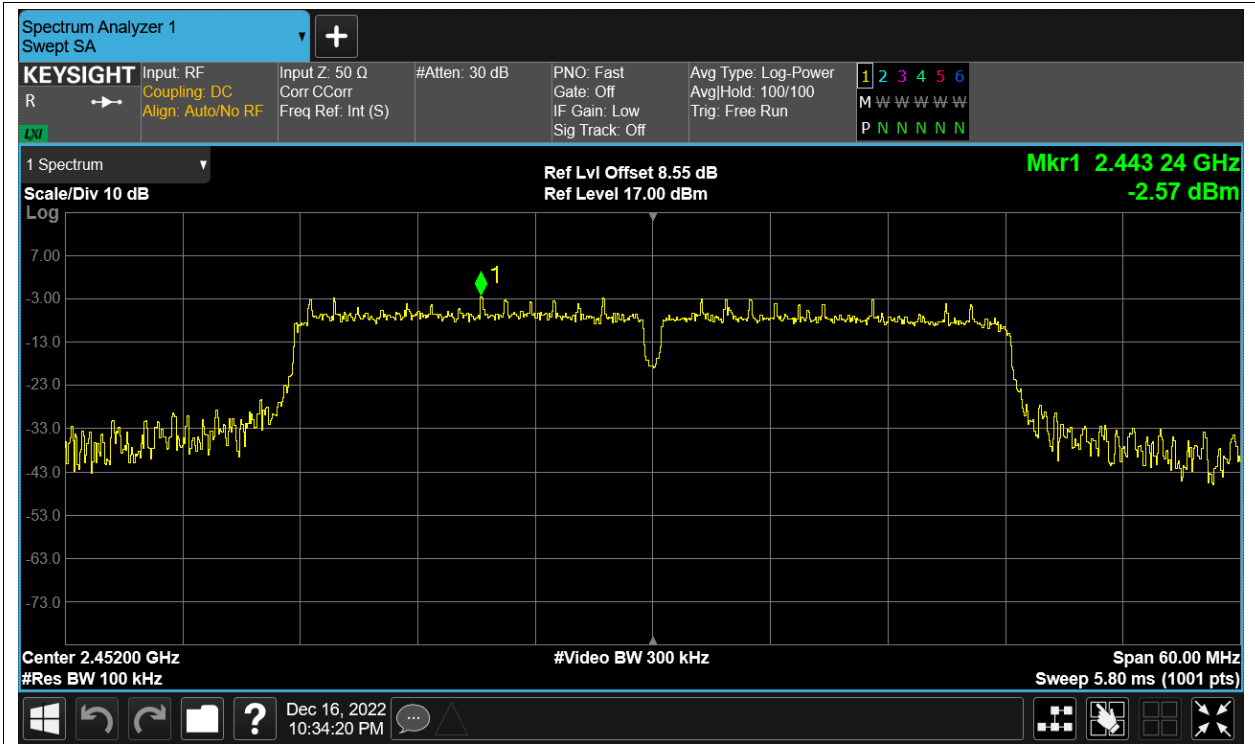 Spectrum Analyzer 1
Swept SA
+
KEYSIGHT
R
LXI
Input: RF
Coupling: DC
Align: Auto/No RF
Input Z: 50 Ω
Corr CCorr
Freq Ref: Int (S)
#Atten: 30 dB
PNO: Fast
Gate: Off
IF Gain: Low
Sig Track: Off
Avg Type: Log-Power
Avg|Hold: 100/100
Trig: Free Run
1 2 3 4 5 6
M W W W W W
P N N N N N
1 Spectrum
Scale/Div 10 dB
Ref Lvl Offset 8.55 dB
Ref Level 17.00 dBm
Mkr1 2.443 24 GHz
-2.57 dBm
Log
1
7.00
-3.00
-13.0
-23.0
-33.0
-43.0
-53.0
-63.0
-73.0
Center 2.45200 GHz
#Video BW 300 kHz
Span 60.00 MHz
#Res BW 100 kHz
Sweep 5.80 ms (1001 pts)
?
Dec 16, 2022
10:34:20 PM